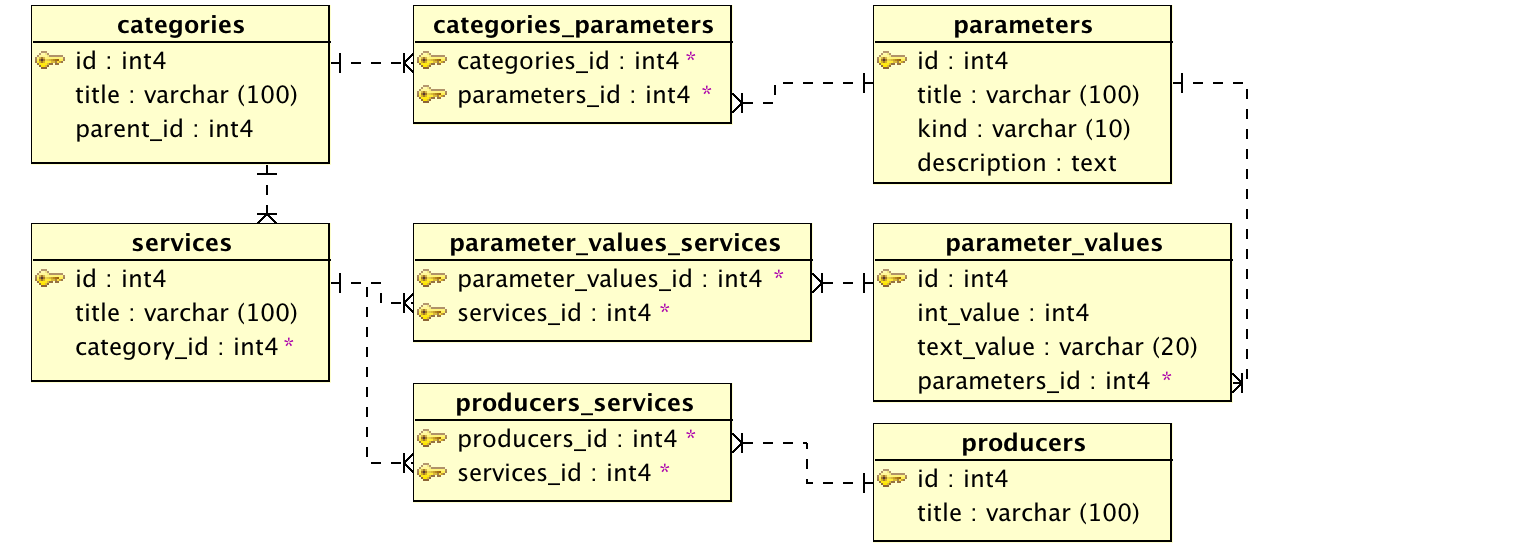 categories
id : int4
title : varchar (100)
parent_id : int4
categories_parameters
categories_id : int4 *
parameters_id : int4 *
parameters
id : int4
title : varchar (100)
kind : varchar (10)
description : text
services
id : int4
title : varchar (100)
category_id : int4 *
parameter_values_services
parameter_values_id : int4 *
services_id : int4 *
parameter_values
id : int4
int_value : int4
text_value : varchar (20)
parameters_id : int4 *
producers_services
producers_id : int4 *
services_id : int4 *
producers
id : int4
title : varchar (100)